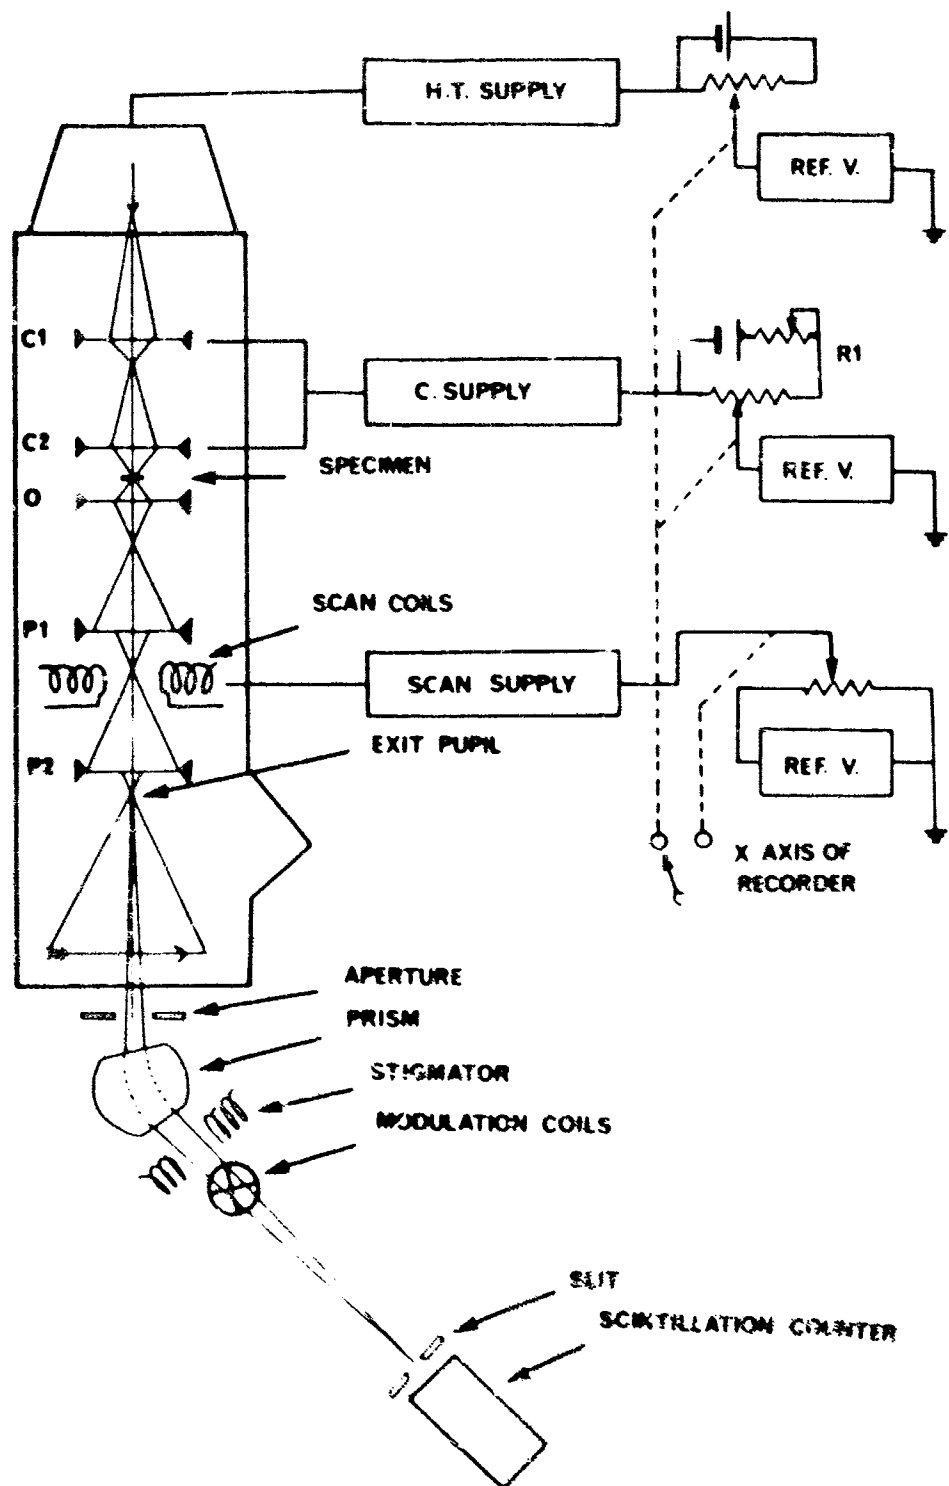 H.T. SUPPLY
REF. V.
C1
R1
C. SUPPLY
C2
SPECIMEN
REF. V.
O
SCAN COILS
P1
SCAN SUPPLY
EXIT PUPIL
P2
REF. V.
X AXIS OF
RECORDER
APERTURE
PRISM
STIGMATOR
MODULATION COILS
SLIT
SCINTILLATION COUNTER